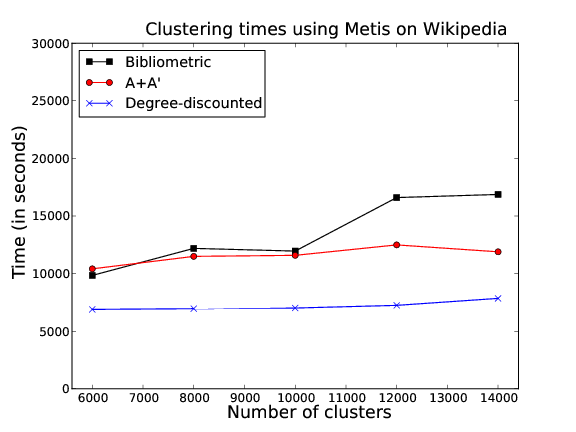 Clustering times using Metis on Wikipedia
30000
25000
20000
15000
10000
5000
0
Time (in seconds)
Bibliometric
A+A'
Degree-discounted
6000 7000 8000 9000 10000 11000 12000 13000 14000
Number of clusters